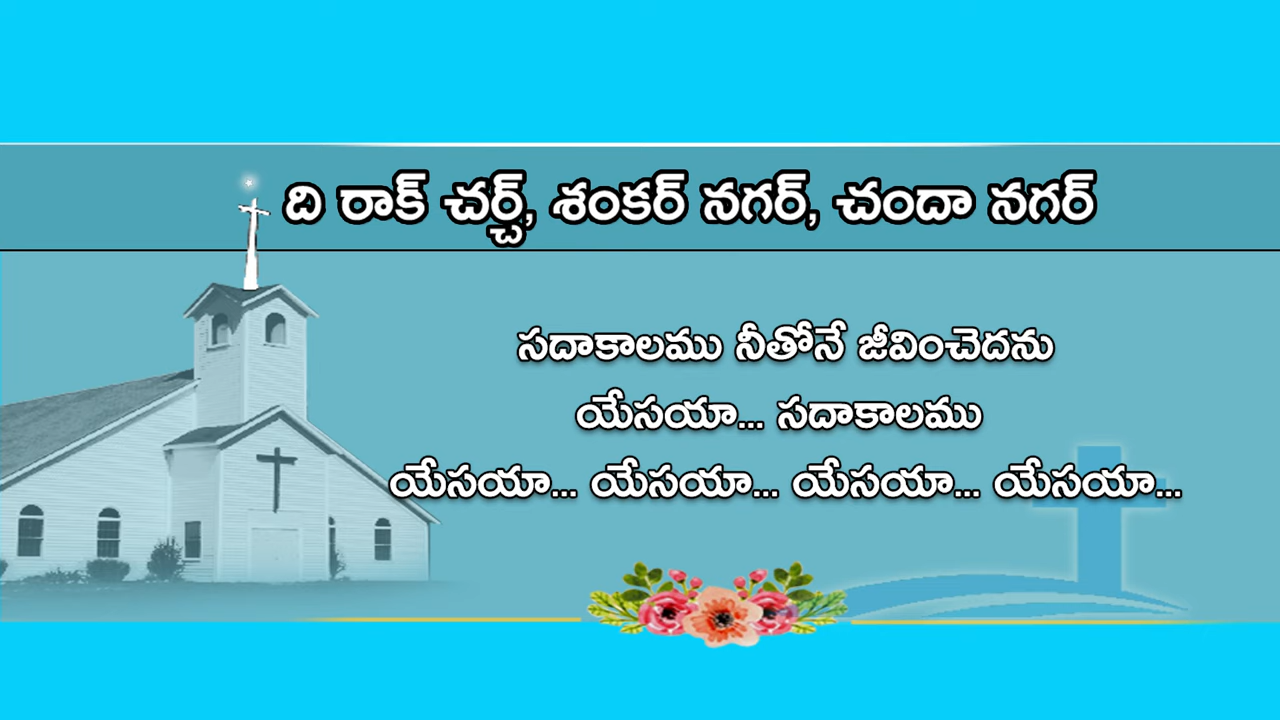 ది రాక్ చర్చ్, శంకర్ నగర్, చందా నగర్
సదాకాలము నీతోనే జీవించెదను
యేసయా... సదాకాలము
యేసయా... యేసయా... యేసయా... యేసయా...